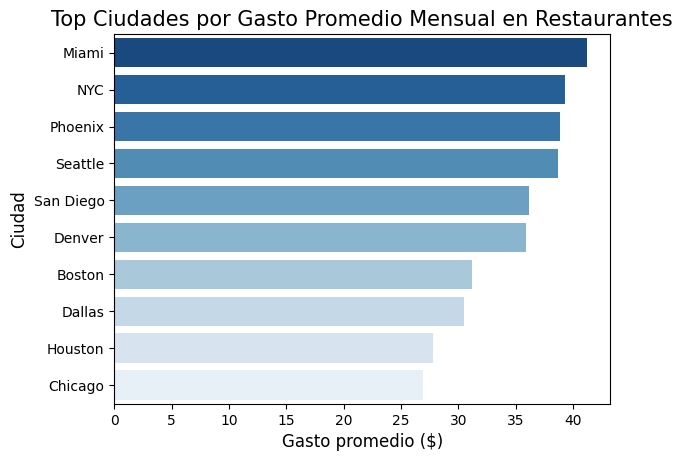 Top Ciudades por Gasto Promedio Mensual en Restaurantes
Ciudad
Miami
NYC
Phoenix
Seattle
San Diego
Denver
Boston
Dallas
Houston
Chicago
0 5 10 15 20 25 30 35 40
Gasto promedio ($)